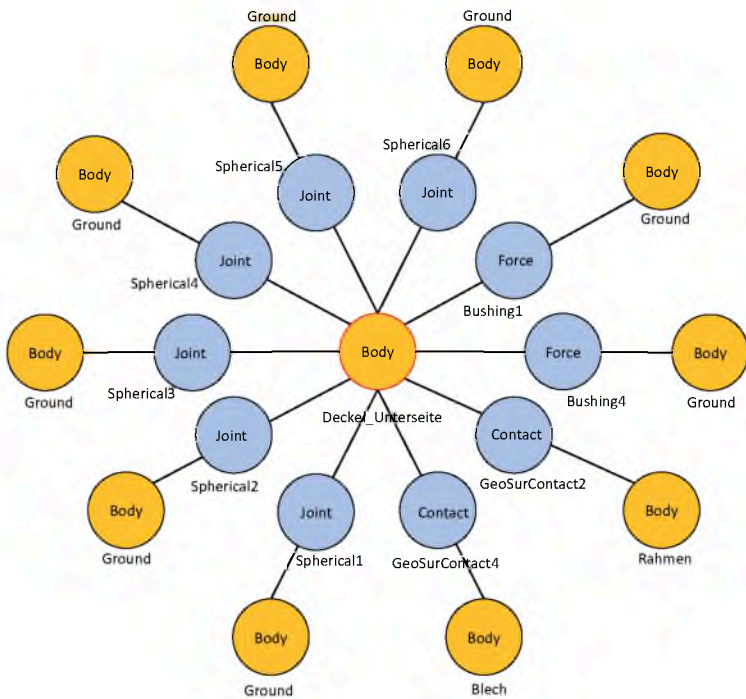 Ground
Ground
Body
Body
Spherical6
Spherical5
Body
Body
Joint
Joint
Ground
Ground
Joint
Force
Spherical4
Bushing1
Body
Joint
Body
Force
Body
Ground
Spherical3
Bushing4
Ground
Deckel_Unterseite
Joint
Contact
Spherical2
GeoSurContact2
Body
Joint
Contact
Body
Ground
Spherical1
GeoSurContact4
Rahmen
Body
Body
Ground
Blech